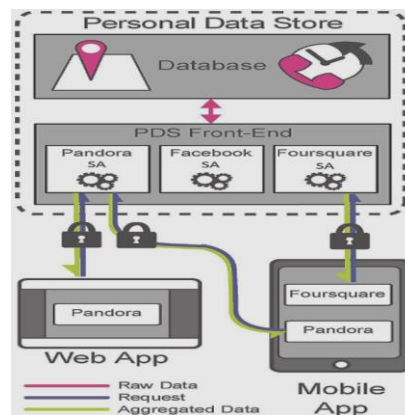 Personal Data Store
Database
PDS Front-End
Pandora
SA
Facebook
SA
Foursquare
SA
Pandora
Web App
Foursquare
Pandora
Mobile
App
Raw Data
Request
Aggregated Data